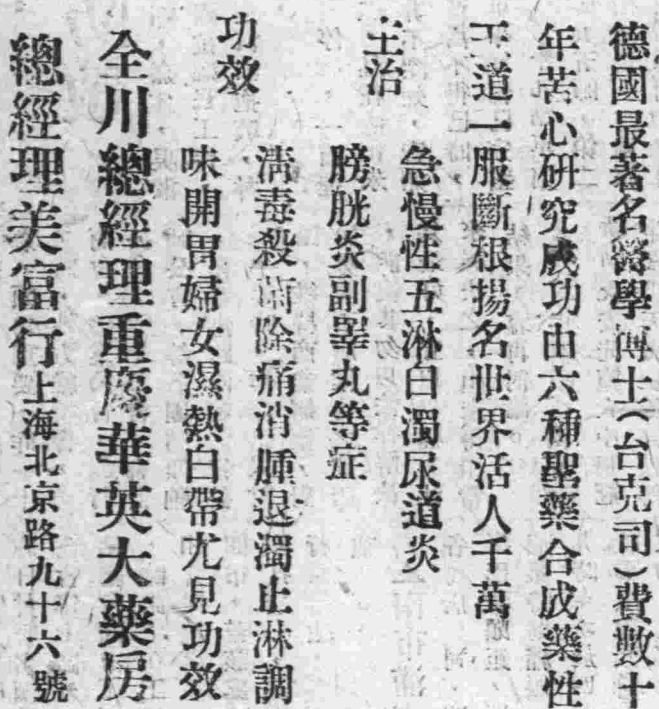 德國最著名醫學博士(台克司)費數十
年苦心研究成功由六種聖藥合成藥性
王道一服斷根揚名世界活人千萬
主治
急慢性五淋白濁尿道炎
膀胱炎副睾丸等症
功效
清毒殺菌除痛消腫退濁止淋調
味開胃婦女濕熱白帶尤見功效
全川總經理重慶華英大藥房
總經理美富行上海北京路九十六號